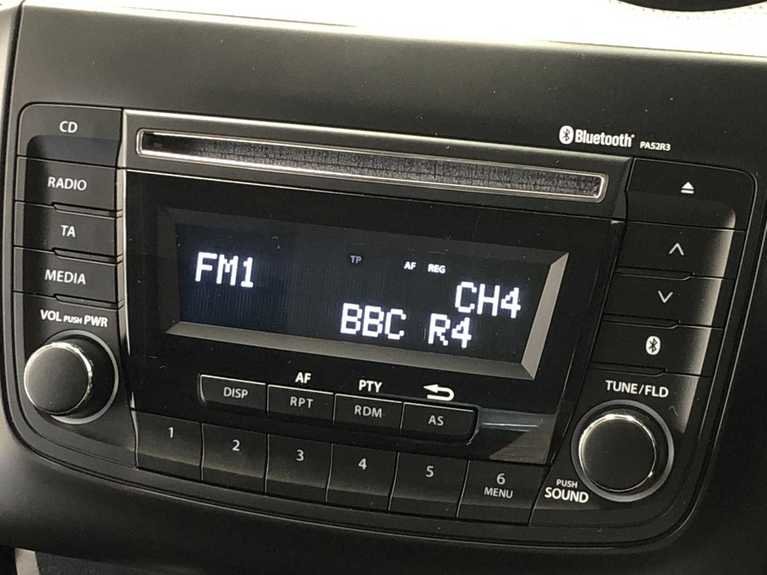 CD
Bluetooth® PA52R3
RADIO
TA
MEDIA
VOL PUSH PWR
TP AF REG
FM1 CH4
BBC R4
TUNE/FLD
AF PTY
DISP RPT RDM AS
1 2 3 4 5 6
MENU
PUSH
SOUND